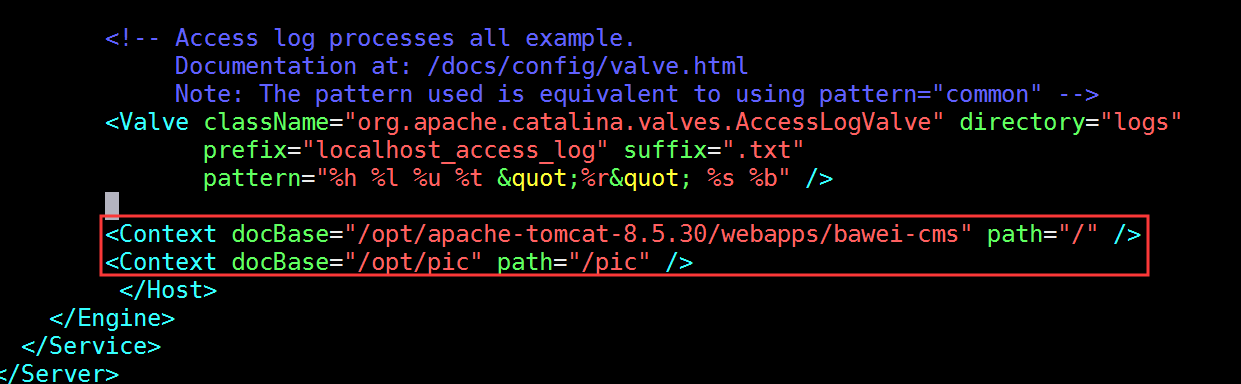 <!-- Access log processes all example.
Documentation at: /docs/config/valve.html
Note: The pattern used is equivalent to using pattern="common" -->
<Valve className="org.apache.catalina.valves.AccessLogValve" directory="logs"
prefix="localhost_access_log" suffix=".txt"
pattern="%h %l %u %t &quot;%r&quot; %s %b" />
<Context docBase="/opt/apache-tomcat-8.5.30/webapps/bawei-cms" path="/" />
<Context docBase="/opt/pic" path="/pic" />
</Host>
</Engine>
</Service>
</Server>